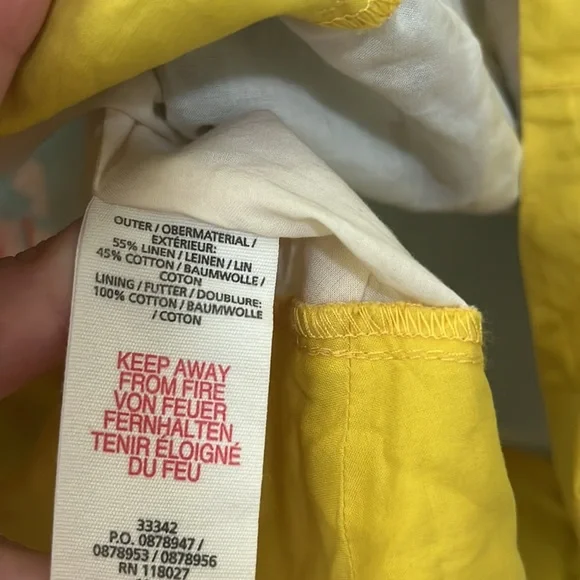 OUTER / OBERMATERIAL /
EXTÉRIEUR:
55% LINEN / LEINEN / LIN
45% COTTON / BAUMWOLLE /
COTON
LINING / FUTTER / DOUBLURE:
100% COTTON / BAUMWOLLE
/ COTON
KEEP AWAY
FROM FIRE
VON FEUER
FERNHALTEN
TENIR ÉLOIGNÉ
DU FEU
33342
P.O. 0878947 /
0878953 / 0878956
RN 118027